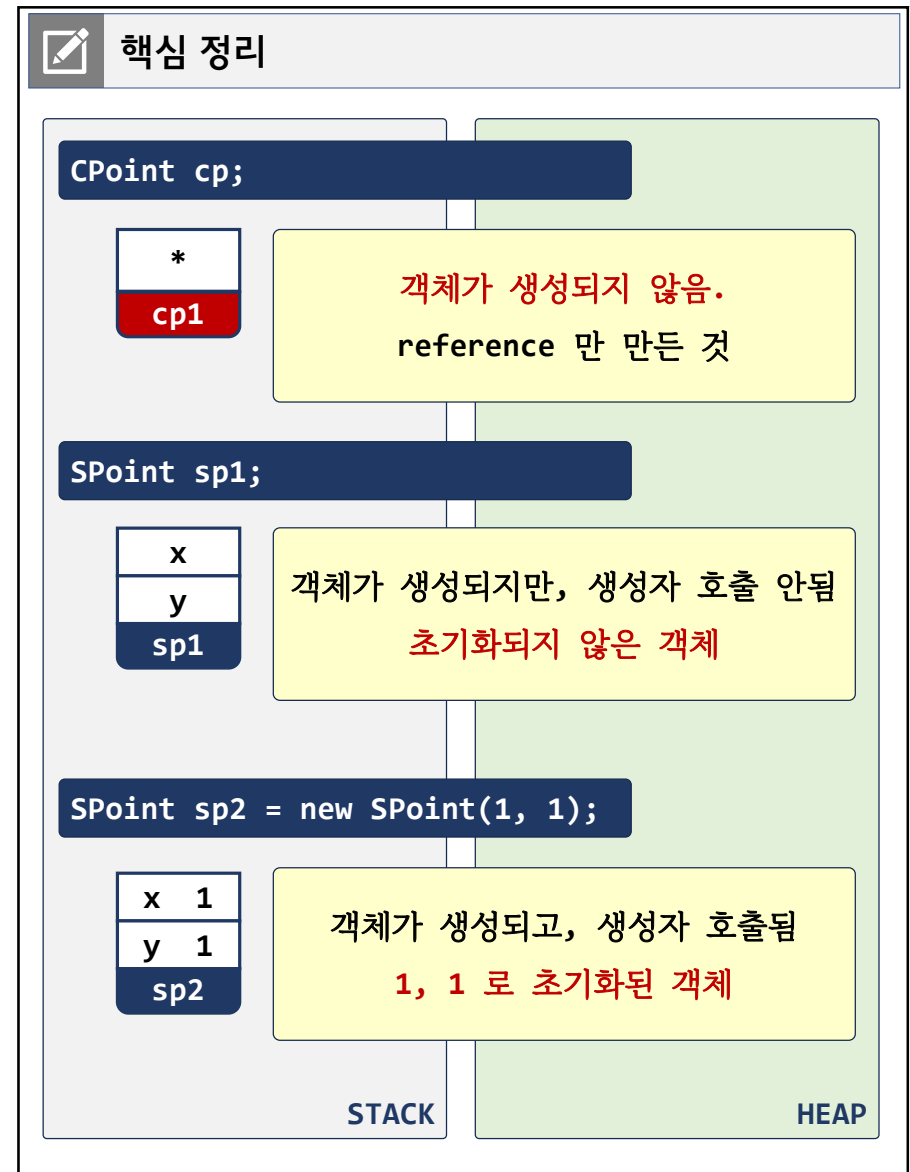 핵심 정리
CPoint cp;
*
cp1
객체가 생성되지 않음.
reference 만 만든 것
SPoint sp1;
x
y
sp1
객체가 생성되지만, 생성자 호출 안됨
초기화되지 않은 객체
SPoint sp2 = new SPoint(1, 1);
x 1
y 1
sp2
객체가 생성되고, 생성자 호출됨
1, 1 로 초기화된 객체
STACK
HEAP